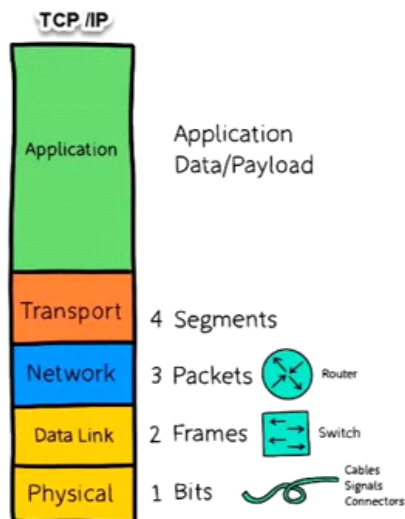 TCP /IP
Application
Application
Data/Payload
Transport
4 Segments
Network
3 Packets
Router
Data Link
2 Frames
Switch
Physical
1 Bits
Cables
Signals
Connectors